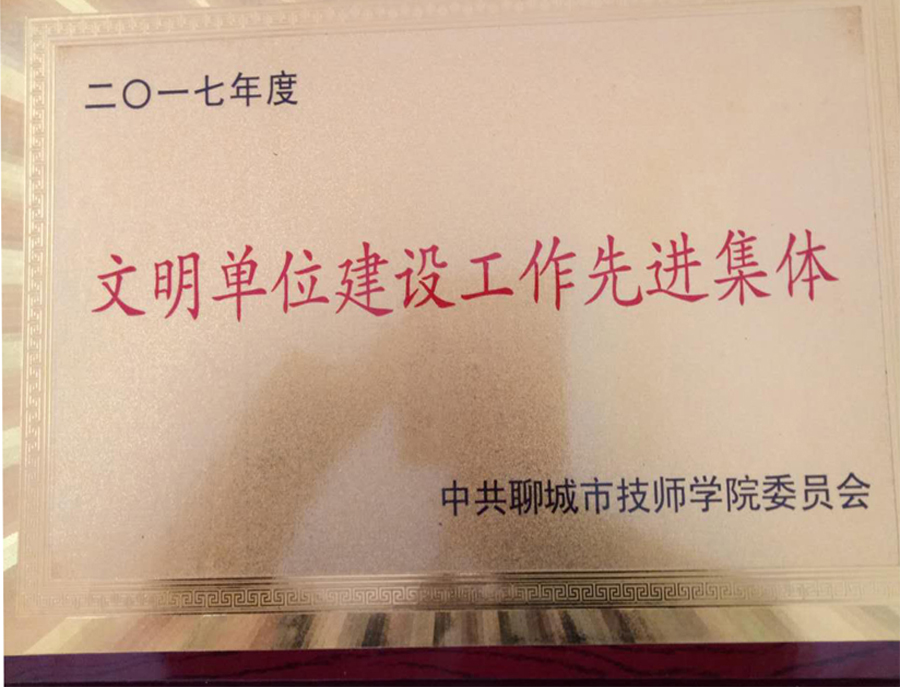 二〇一七年度
文明单位建设工作先进集体
中共聊城市技师学院委员会